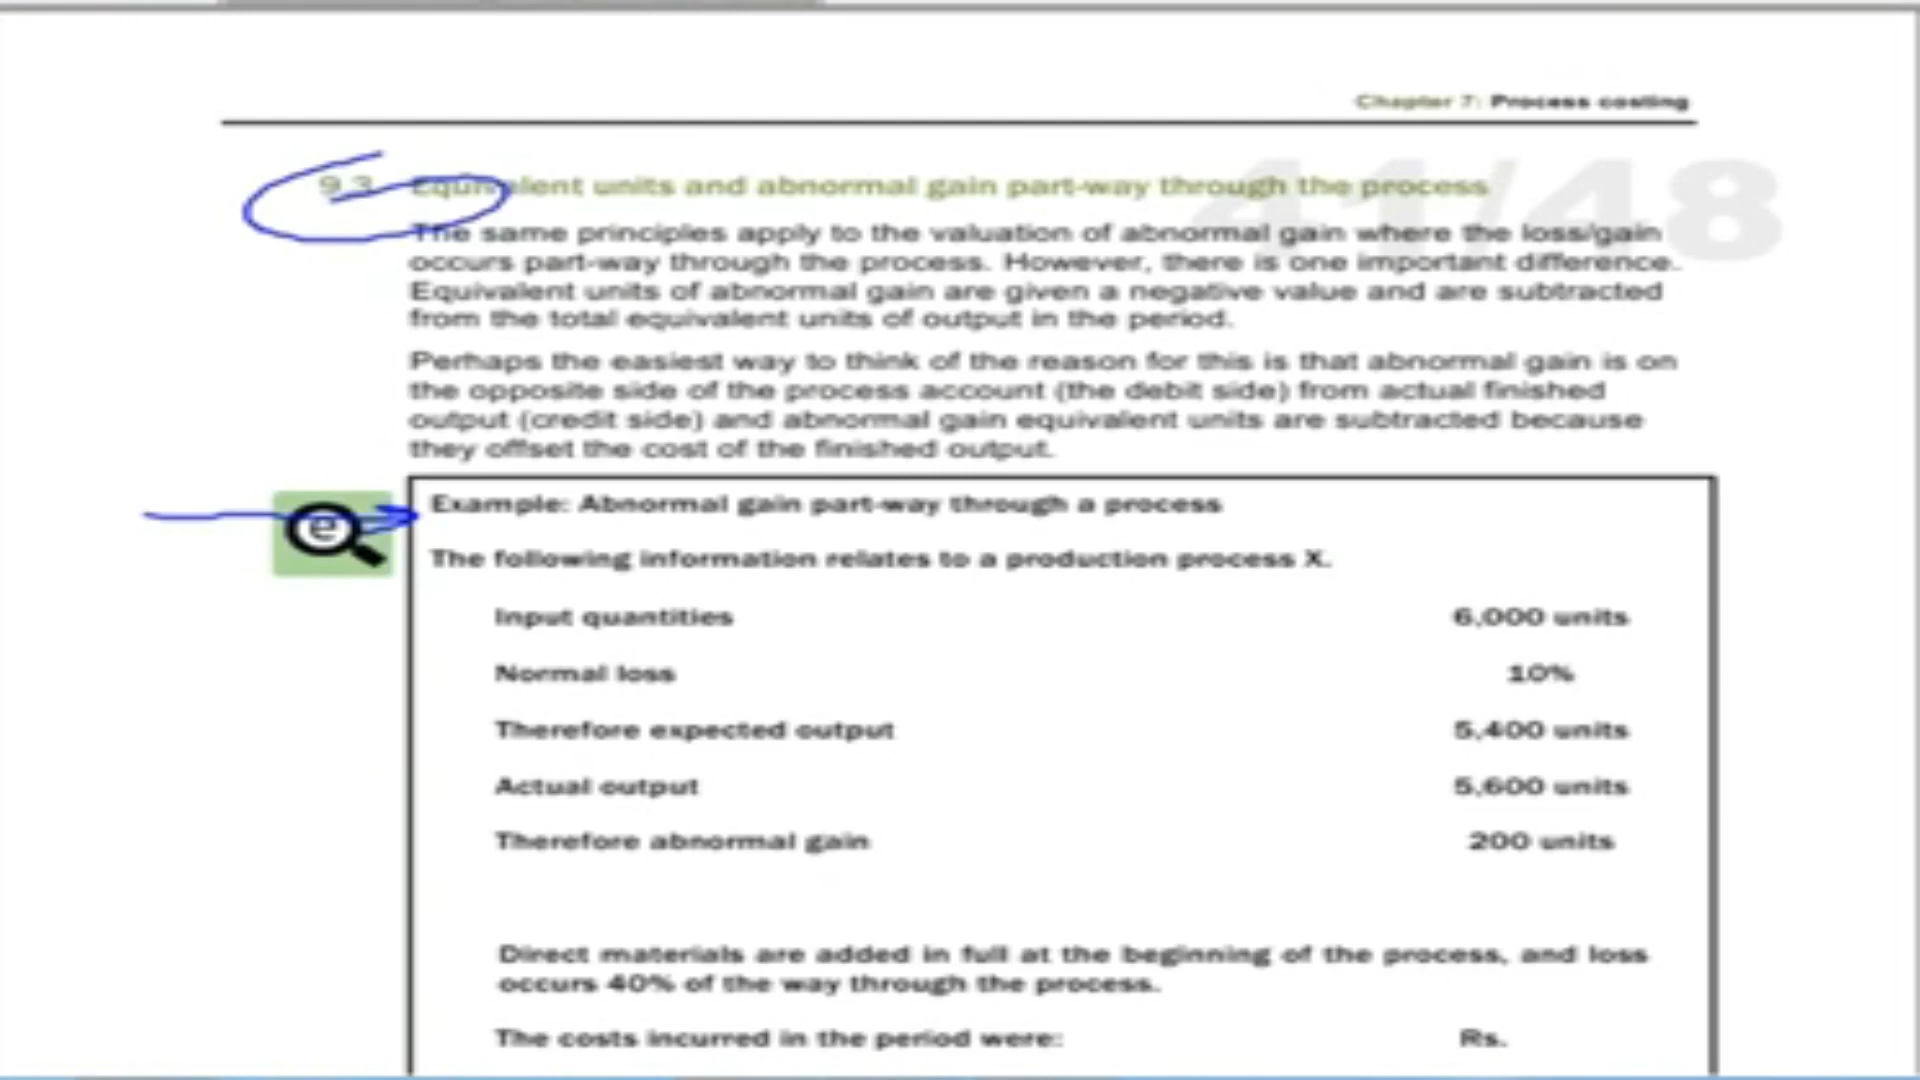 Chapter 7: Process costing
41/48
9.3 Equivalent units and abnormal gain part-way through the process
The same principles apply to the valuation of abnormal gain where the loss/gain
occurs part-way through the process. However, there is one important difference.
Equivalent units of abnormal gain are given a negative value and are subtracted
from the total equivalent units of output in the period.
Perhaps the easiest way to think of the reason for this is that abnormal gain is on
the opposite side of the process account (the debit side) from actual finished
output (credit side) and abnormal gain equivalent units are subtracted because
they offset the cost of the finished output.
e
Example: Abnormal gain part-way through a process
The following information relates to a production process X.
Input quantities 6,000 units
Normal loss 10%
Therefore expected output 5,400 units
Actual output 5,600 units
Therefore abnormal gain 200 units
Direct materials are added in full at the beginning of the process, and loss
occurs 40% of the way through the process.
The costs incurred in the period were: Rs.